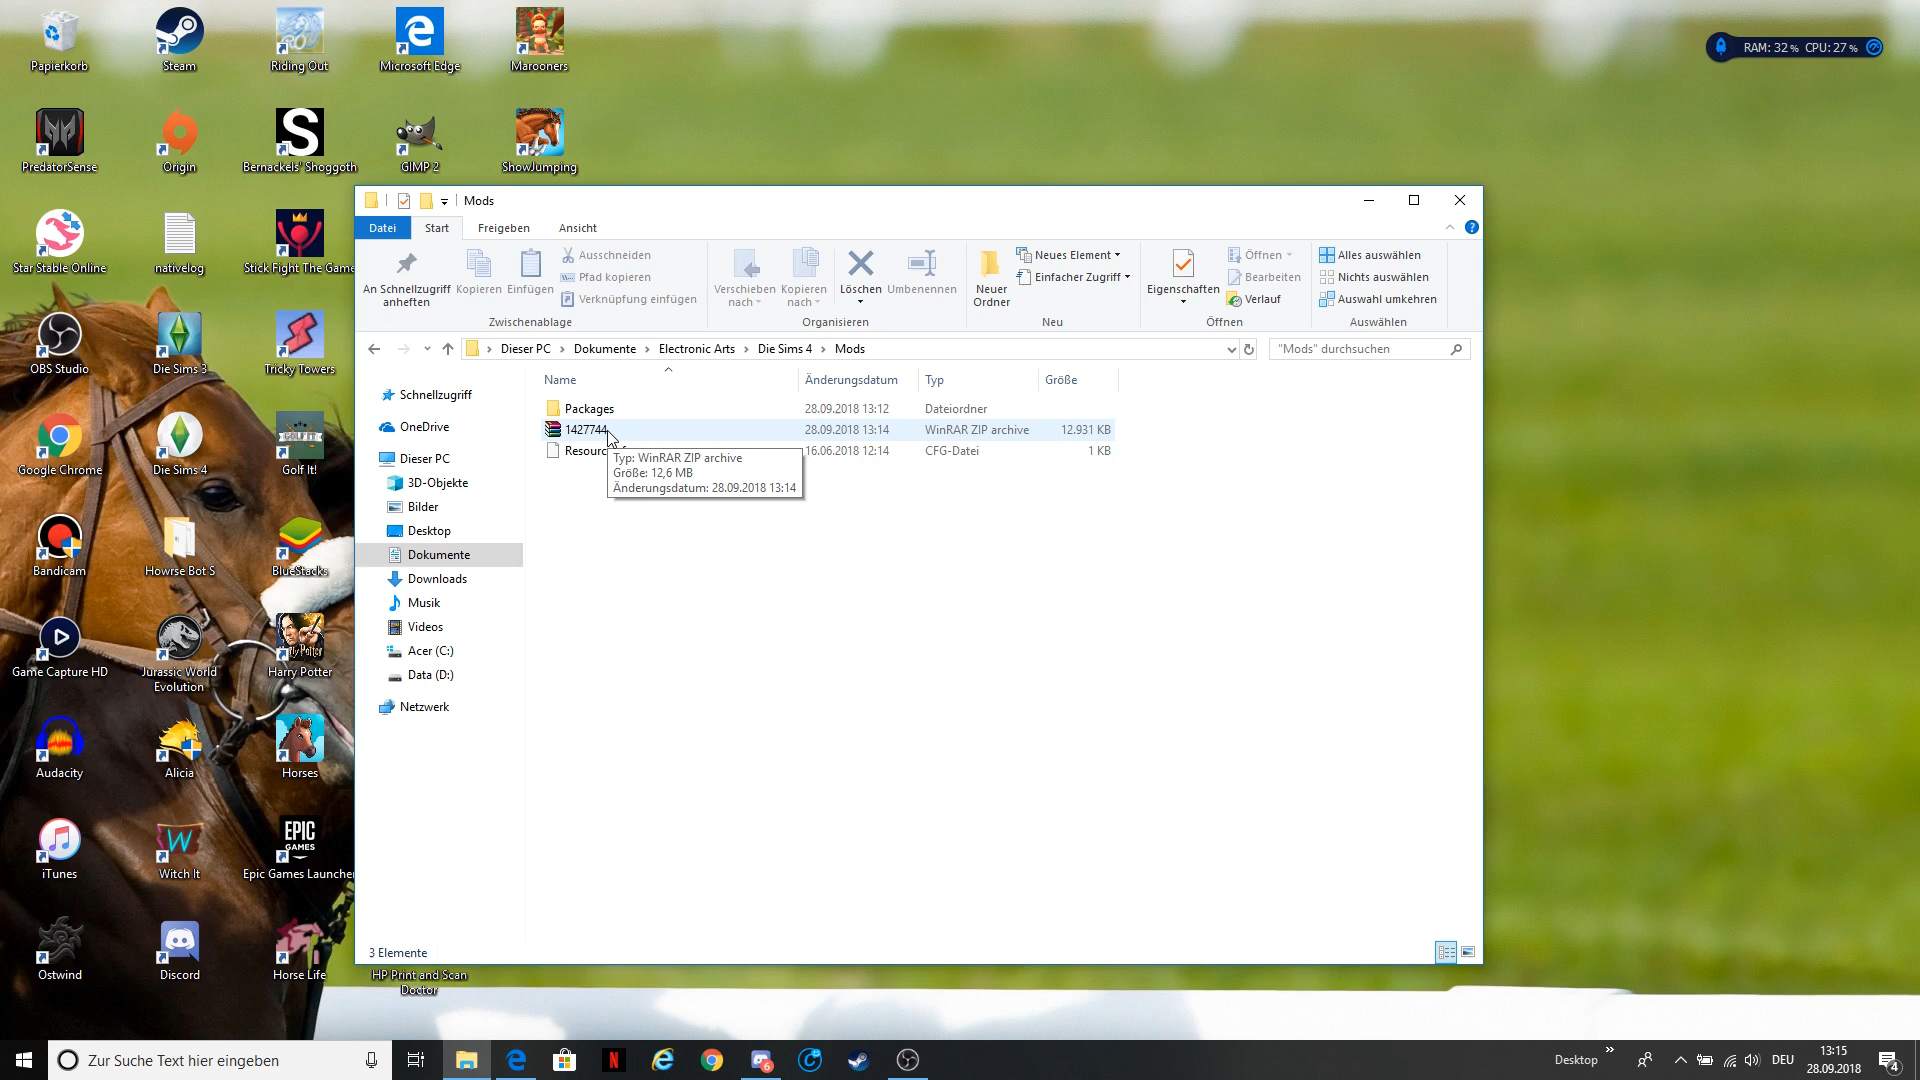 Papierkorb
Steam
Riding Out
Microsoft Edge
Marooners
RAM: 32 % CPU: 27 %
PredatorSense
Origin
Bernackels' Shoggoth
GIMP 2
ShowJumping
Star Stable Online
nativelog
Stick Fight The Game
OBS Studio
Die Sims 3
Tricky Towers
Google Chrome
Die Sims 4
GOLF IT!
Golf It!
Bandicam
Howrse Bot S
BlueStacks
Game Capture HD
Jurassic World
Evolution
Harry Potter
Audacity
Alicia
Horses
iTunes
Witch It
EPIC
GAMES
Epic Games Launcher
Ostwind
Discord
Horse Life
HP Print and Scan
Doctor
Mods
Datei
Start
Freigeben
Ansicht
An Schnellzugriff
anheften
Kopieren
Einfügen
Ausschneiden
Pfad kopieren
Verknüpfung einfügen
Zwischenablage
Verschieben
nach
Kopieren
nach
Löschen
Umbenennen
Organisieren
Neuer
Ordner
Neues Element
Einfacher Zugriff
Neu
Eigenschaften
Öffnen
Bearbeiten
Verlauf
Öffnen
Alles auswählen
Nichts auswählen
Auswahl umkehren
Auswählen
Dieser PC
Dokumente
Electronic Arts
Die Sims 4
Mods
"Mods" durchsuchen
Schnellzugriff
OneDrive
Dieser PC
3D-Objekte
Bilder
Desktop
Dokumente
Downloads
Musik
Videos
Acer (C:)
Data (D:)
Netzwerk
Name Änderungsdatum Typ Größe
Packages 28.09.2018 13:12 Dateiordner
1427744 28.09.2018 13:14 WinRAR ZIP archive 12.931 KB
Resourc 16.06.2018 12:14 CFG-Datei 1 KB
Typ: WinRAR ZIP archive
Größe: 12,6 MB
Änderungsdatum: 28.09.2018 13:14
3 Elemente
Zur Suche Text hier eingeben
6
Desktop
DEU
13:15
28.09.2018
4